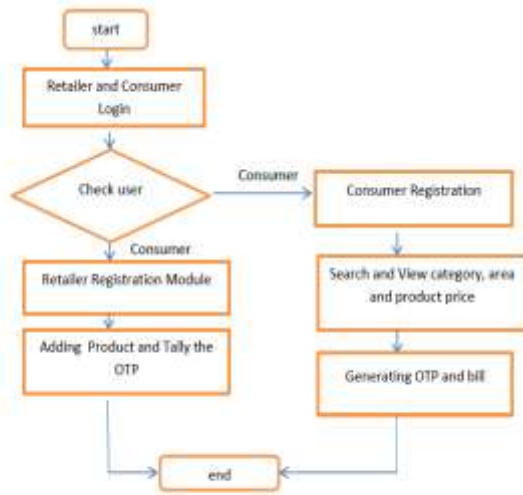 start
Retailer and Consumer
Login
Check user
Consumer
Consumer Registration
Consumer
Retailer Registration Module
Search and View category, area
and product price
Adding Product and Tally the
OTP
Generating OTP and bill
end